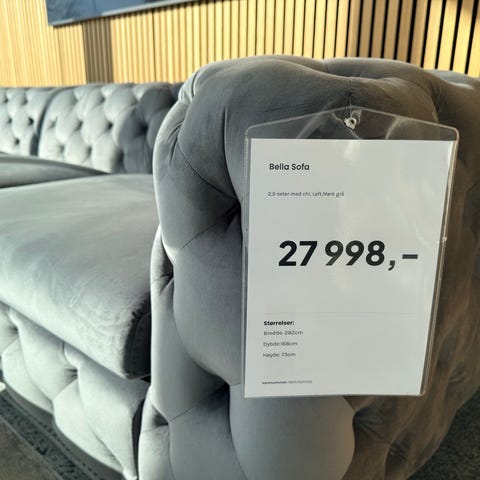 Bella Sofa
2,5-seter med chl. Left,Mørk grå
27 998,-
Størrelser:
Bredde: 282cm
Dybde:168cm
Høyde: 73cm
Varenummer: